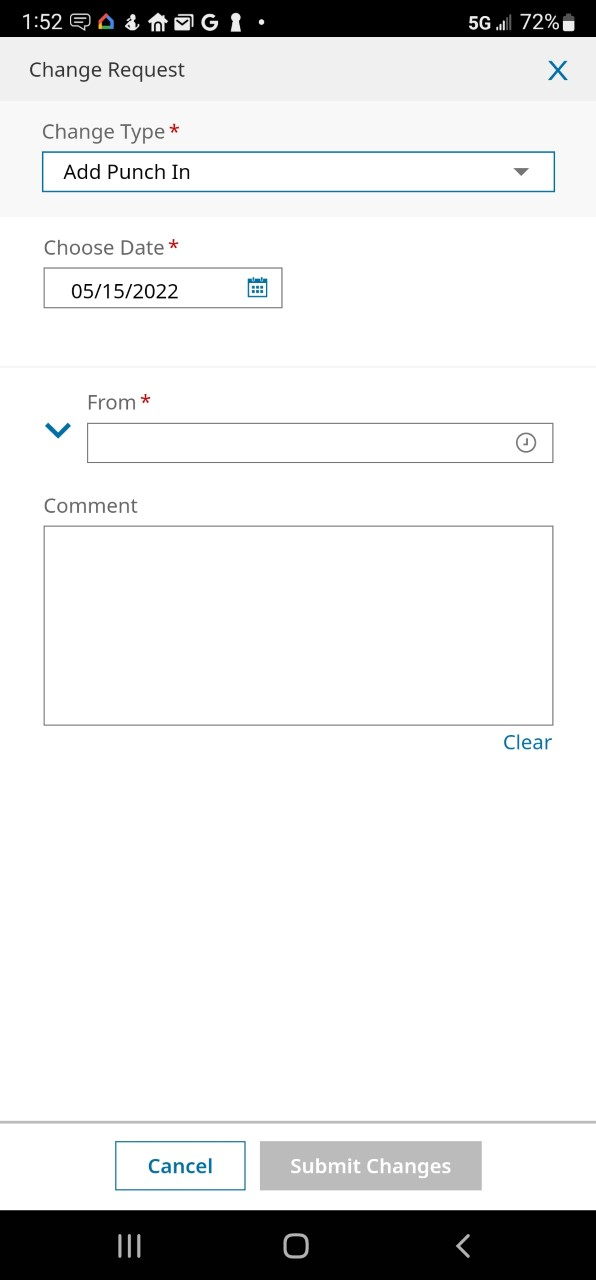 1:52 G 5G 72%
Change Request X
Change Type *
Add Punch In
Choose Date *
05/15/2022
From *
Comment
Clear
Cancel Submit Changes